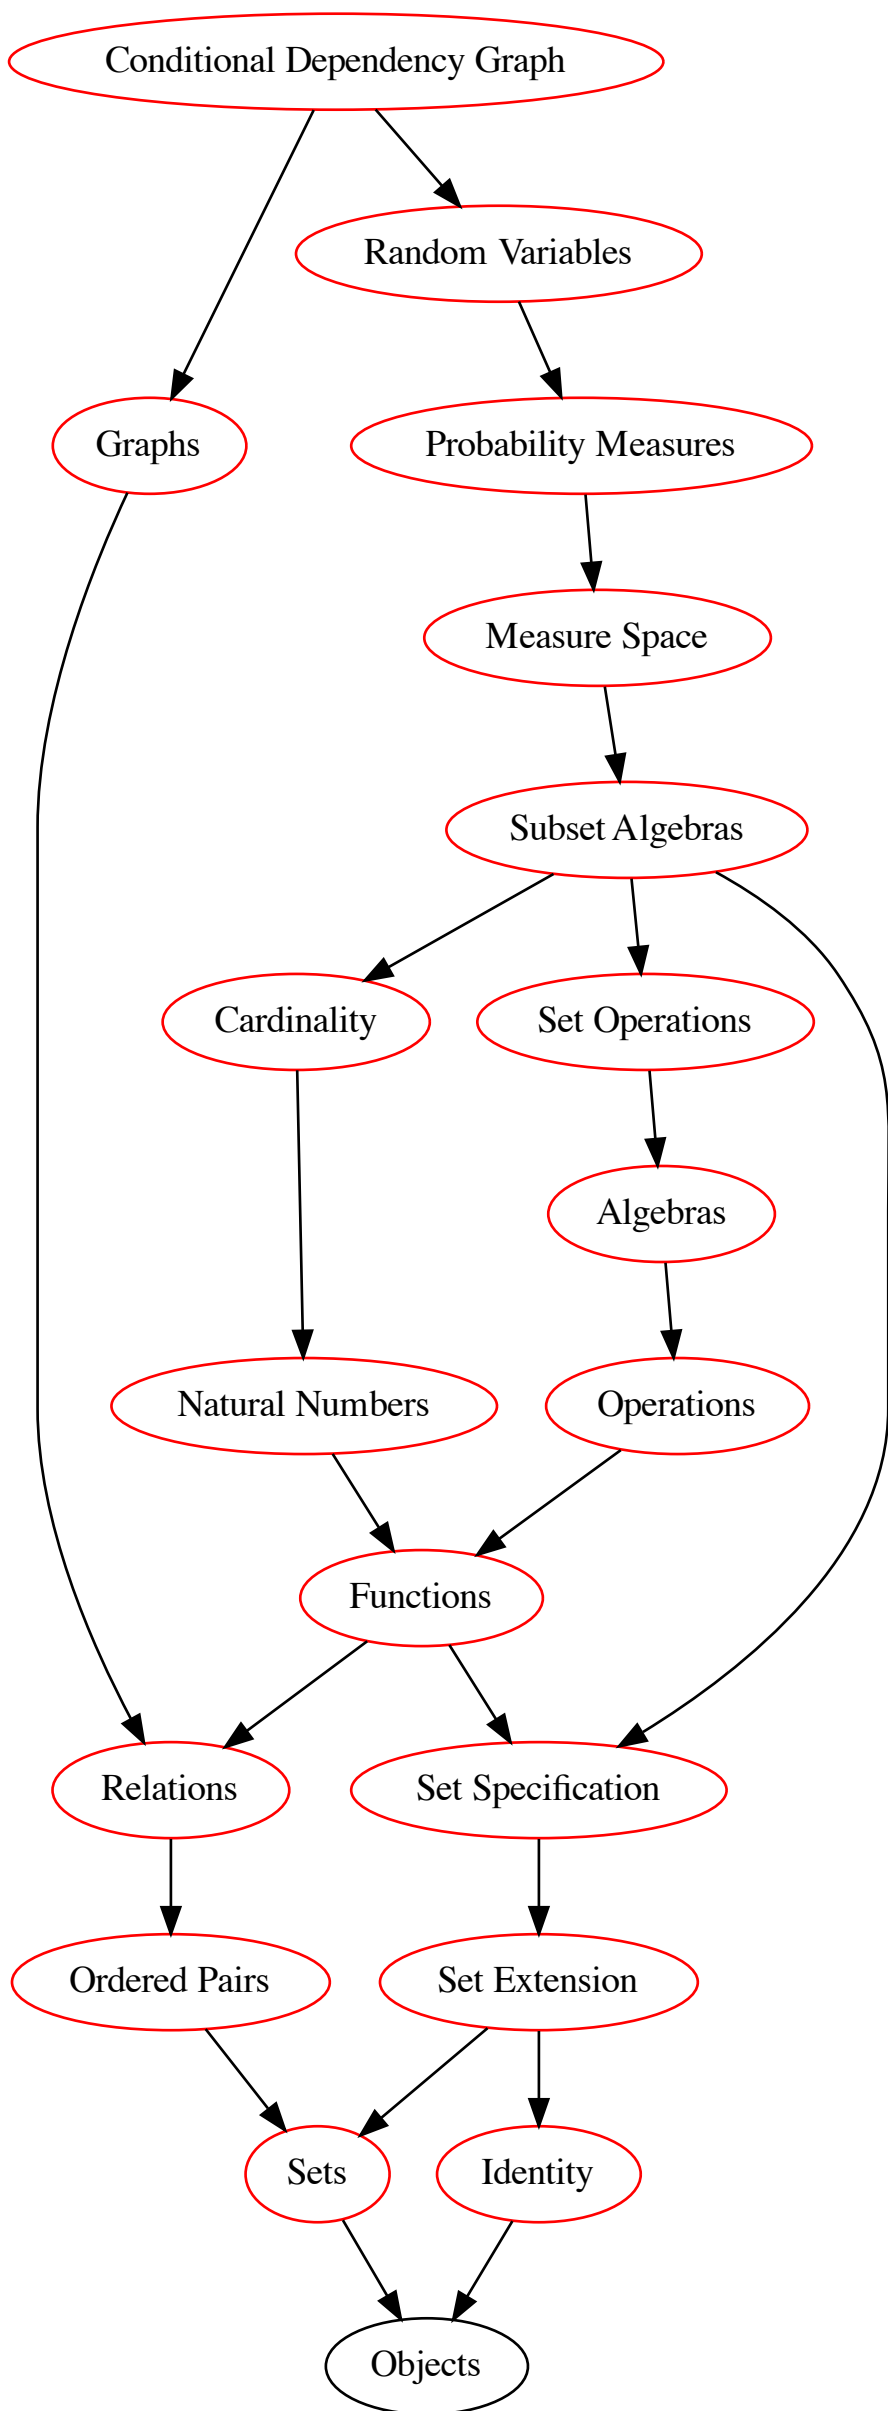 Conditional Dependency Graph
Random Variables
Graphs
Probability Measures
Measure Space
Subset Algebras
Cardinality
Set Operations
Algebras
Natural Numbers
Operations
Functions
Relations
Set Specification
Ordered Pairs
Set Extension
Sets
Identity
Objects